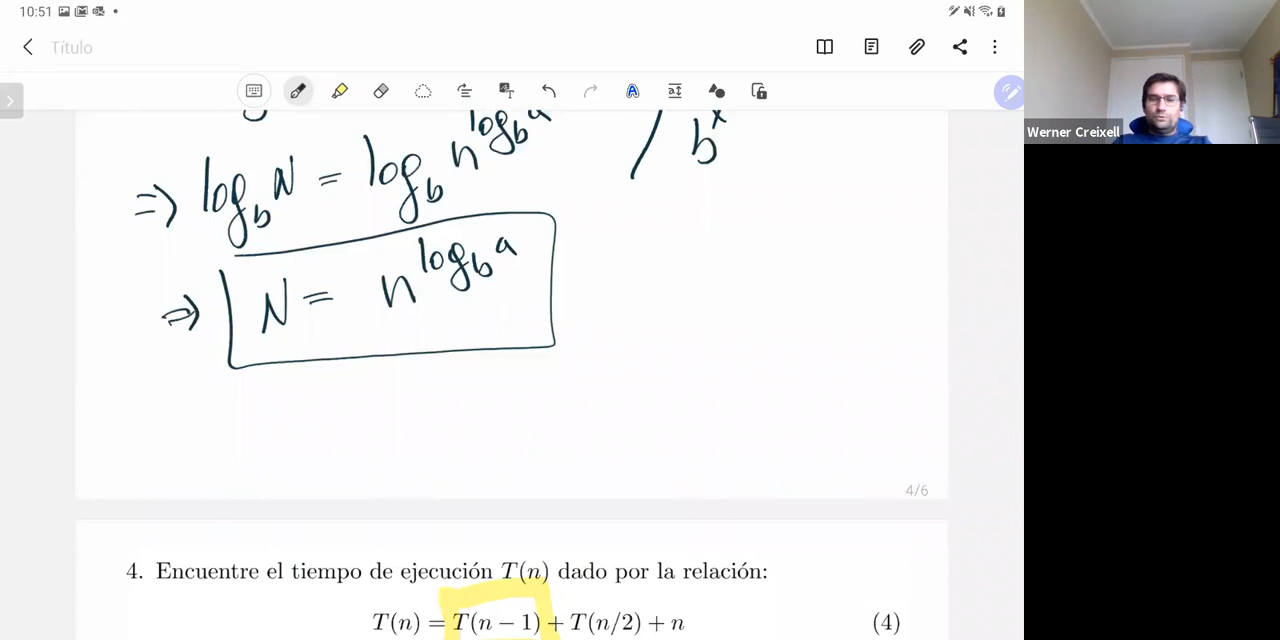 10:51
Título
Werner Creixell
/ b^x
=> log_b N = log_b n^{log_b a}
=> N = n^{log_b a}
4/6
4. Encuentre el tiempo de ejecución T(n) dado por la relación:
T(n) = T(n − 1) + T(n/2) + n (4)